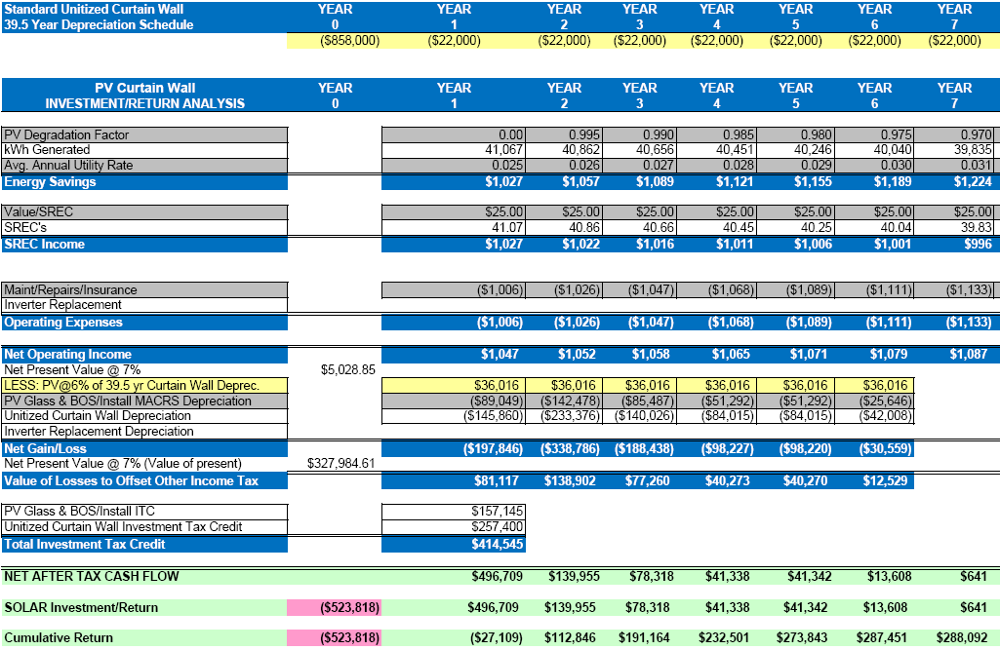 Standard Unitized Curtain Wall YEAR YEAR YEAR YEAR YEAR YEAR YEAR YEAR
39.5 Year Depreciation Schedule 0 1 2 3 4 5 6 7
($858,000) ($22,000) ($22,000) ($22,000) ($22,000) ($22,000) ($22,000) ($22,000)
PV Curtain Wall YEAR YEAR YEAR YEAR YEAR YEAR YEAR YEAR
INVESTMENT/RETURN ANALYSIS 0 1 2 3 4 5 6 7
PV Degradation Factor 0.00 0.995 0.990 0.985 0.980 0.975 0.970
kWh Generated 41,067 40,862 40,656 40,451 40,246 40,040 39,835
Avg. Annual Utility Rate 0.025 0.026 0.027 0.028 0.029 0.030 0.031
Energy Savings $1,027 $1,057 $1,089 $1,121 $1,155 $1,189 $1,224
Value/SREC $25.00 $25.00 $25.00 $25.00 $25.00 $25.00 $25.00
SREC's 41.07 40.86 40.66 40.45 40.25 40.04 39.83
SREC Income $1,027 $1,022 $1,016 $1,011 $1,006 $1,001 $996
Maint/Repairs/Insurance ($1,006) ($1,026) ($1,047) ($1,068) ($1,089) ($1,111) ($1,133)
Inverter Replacement
Operating Expenses ($1,006) ($1,026) ($1,047) ($1,068) ($1,089) ($1,111) ($1,133)
Net Operating Income $1,047 $1,052 $1,058 $1,065 $1,071 $1,079 $1,087
Net Present Value @ 7% $5,028.85
LESS: PV@6% of 39.5 yr Curtain Wall Deprec. $36,016 $36,016 $36,016 $36,016 $36,016 $36,016
PV Glass & BOS/Install MACRS Depreciation ($89,049) ($142,478) ($85,487) ($51,292) ($51,292) ($25,646)
Unitized Curtain Wall Depreciation ($145,860) ($233,376) ($140,026) ($84,015) ($84,015) ($42,008)
Inverter Replacement Depreciation
Net Gain/Loss ($197,846) ($338,786) ($188,438) ($98,227) ($98,220) ($30,559)
Net Present Value @ 7% (Value of present) $327,984.61
Value of Losses to Offset Other Income Tax $81,117 $138,902 $77,260 $40,273 $40,270 $12,529
PV Glass & BOS/Install ITC $157,145
Unitized Curtain Wall Investment Tax Credit $257,400
Total Investment Tax Credit $414,545
NET AFTER TAX CASH FLOW $496,709 $139,955 $78,318 $41,338 $41,342 $13,608 $641
SOLAR Investment/Return ($523,818) $496,709 $139,955 $78,318 $41,338 $41,342 $13,608 $641
Cumulative Return ($523,818) ($27,109) $112,846 $191,164 $232,501 $273,843 $287,451 $288,092